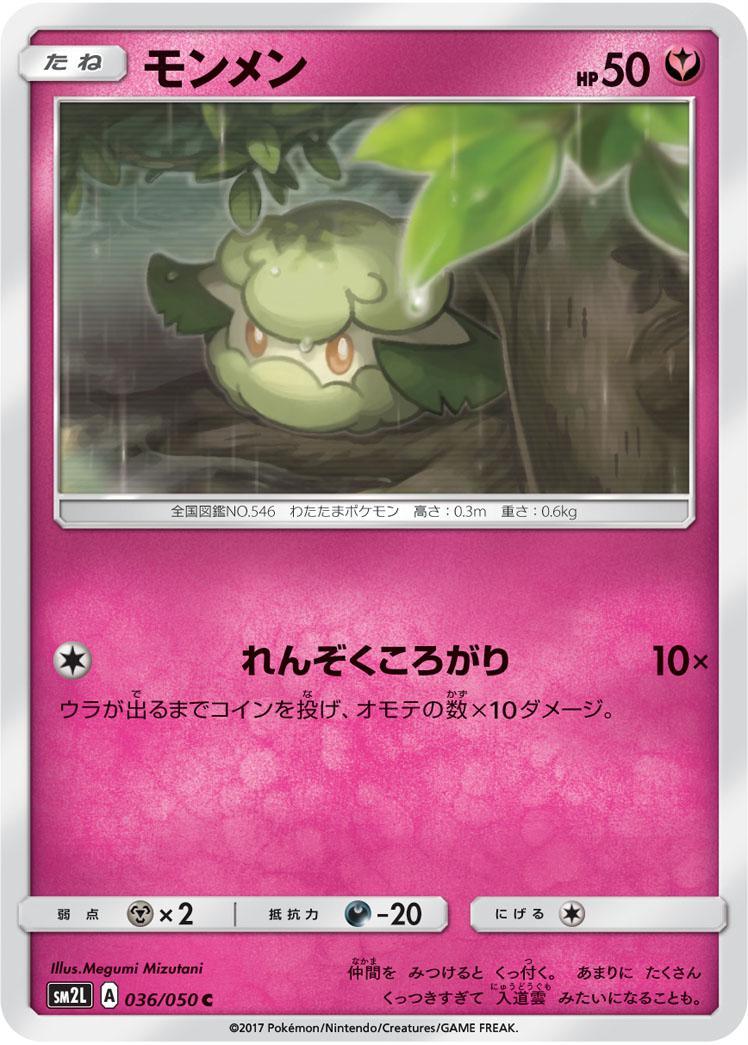 たね モンメン HP50
全国図鑑NO.546 わたたまポケモン 高さ:0.3m 重さ:0.6kg
れんぞくころがり 10×
ウラが出るまでコインを投げ、オモテの数×10ダメージ。
弱点 ×2 抵抗力 -20 にげる
Illus.Megumi Mizutani
SM2L A 036/050 C
仲間を みつけると くっ付く。 あまりに たくさん
くっつきすぎて 入道雲 みたいになることも。
©2017 Pokémon/Nintendo/Creatures/GAME FREAK.